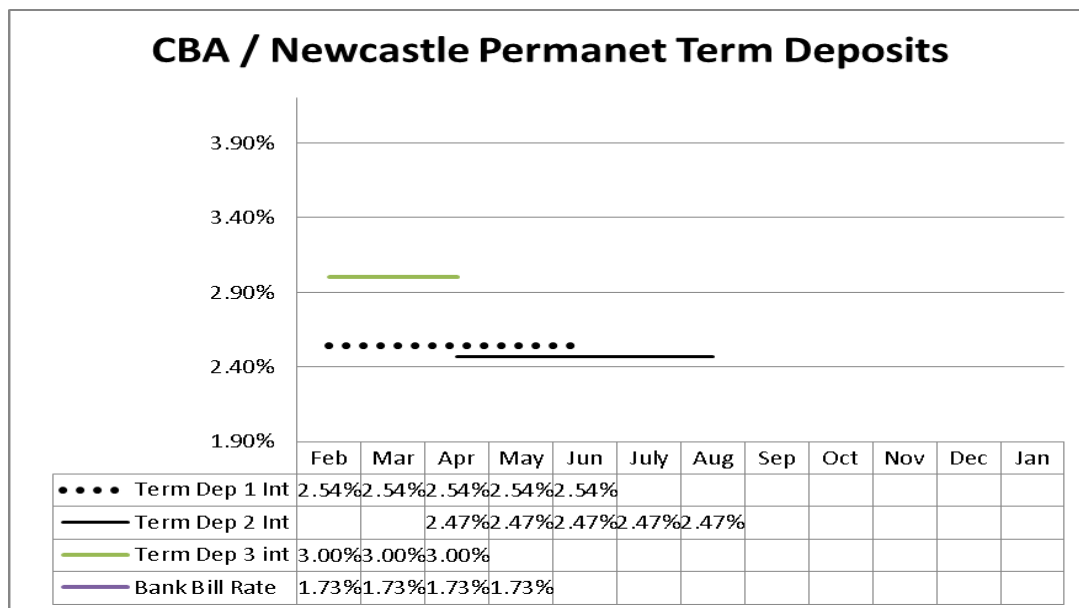 CBA / Newcastle Permanet Term Deposits
3.90%
3.40%
2.90%
2.40%
1.90%
Feb Mar Apr May Jun July Aug Sep Oct Nov Dec Jan
Term Dep 1 Int 2.54% 2.54% 2.54% 2.54% 2.54%
Term Dep 2 Int 2.47% 2.47% 2.47% 2.47% 2.47%
Term Dep 3 int 3.00% 3.00% 3.00%
Bank Bill Rate 1.73% 1.73% 1.73% 1.73%